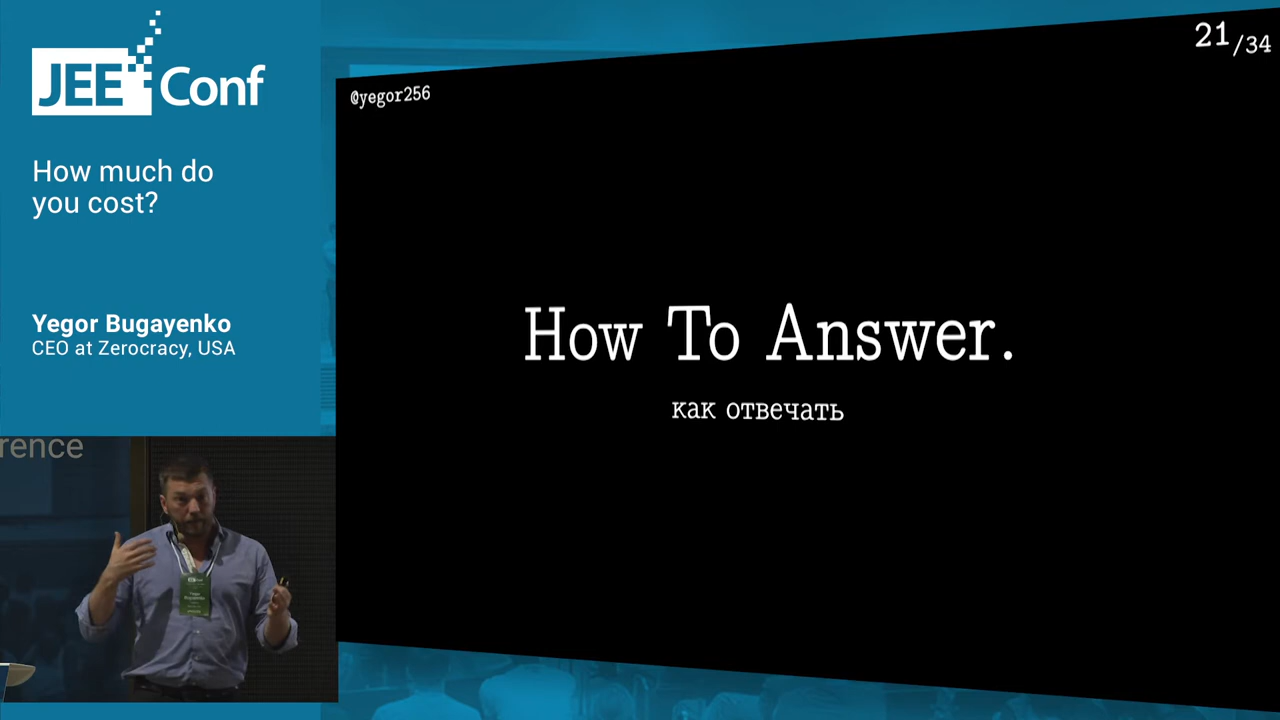 JEE Conf
How much do
you cost?
Yegor Bugayenko
CEO at Zerocracy, USA
rence
@yegor256
21/34
How To Answer.
как отвечать